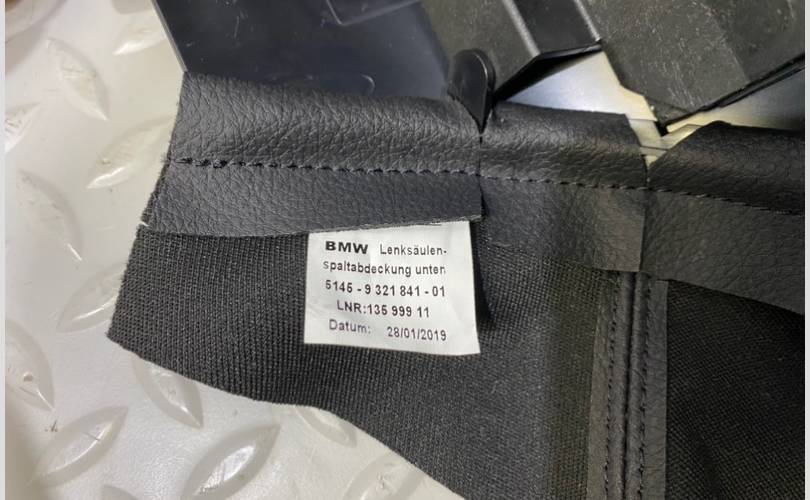 BMW Lenksäulen-
spaltabdeckung unten
5145 - 9 321 841 - 01
LNR:135 999 11
Datum: 28/01/2019